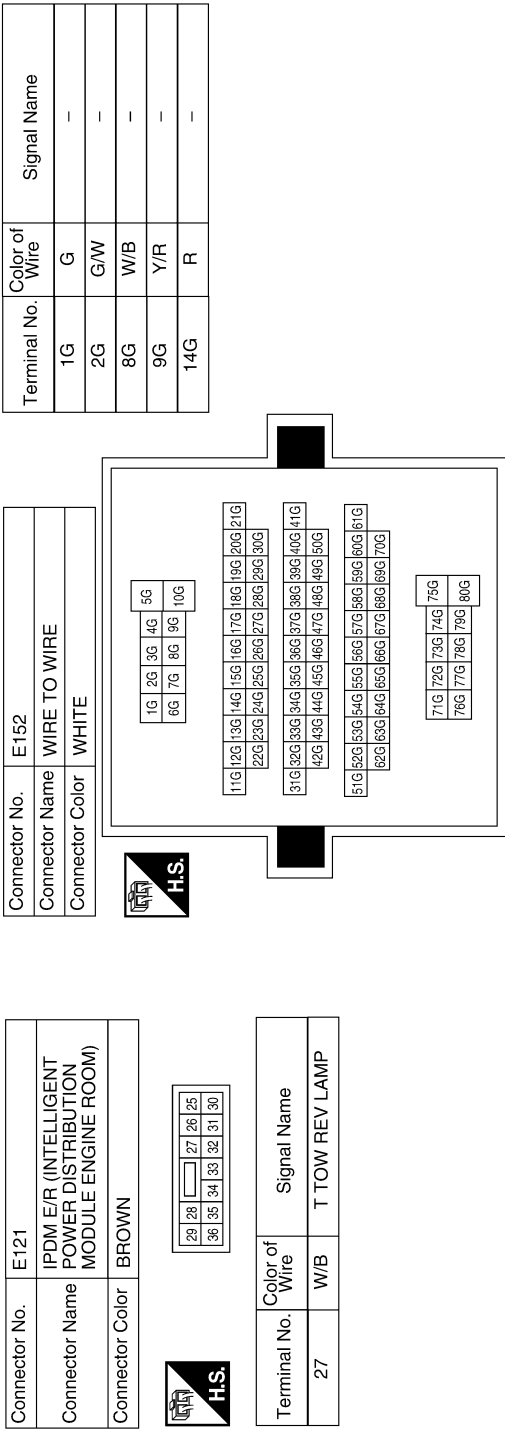 Connector No. E121
Connector Name IPDM E/R (INTELLIGENT
POWER DISTRIBUTION
MODULE ENGINE ROOM)
Connector Color BROWN
H.S.
29 28 27 26 25
36 35 34 33 32 31 30
Terminal No. Color of Wire Signal Name
27 W/B T TOW REV LAMP
Connector No. E152
Connector Name WIRE TO WIRE
Connector Color WHITE
H.S.
1G 2G 3G 4G 5G
6G 7G 8G 9G 10G
11G 12G 13G 14G 15G 16G 17G 18G 19G 20G 21G
22G 23G 24G 25G 26G 27G 28G 29G 30G
31G 32G 33G 34G 35G 36G 37G 38G 39G 40G 41G
42G 43G 44G 45G 46G 47G 48G 49G 50G
51G 52G 53G 54G 55G 56G 57G 58G 59G 60G 61G
62G 63G 64G 65G 66G 67G 68G 69G 70G
71G 72G 73G 74G 75G
76G 77G 78G 79G 80G
Terminal No. Color of Wire Signal Name
1G G –
2G G/W –
8G W/B –
9G Y/R –
14G R –